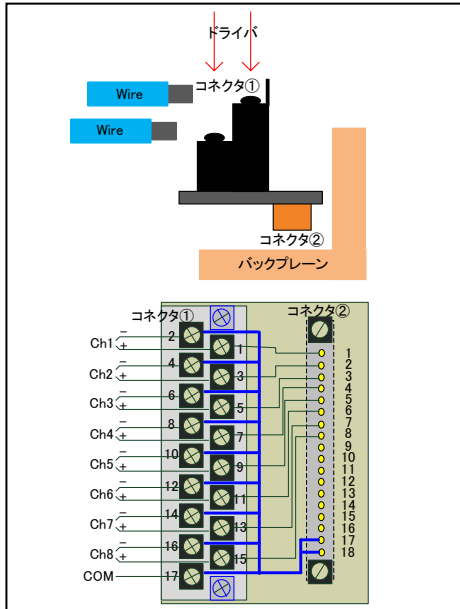 ドライバ
コネクタ①
Wire
Wire
コネクタ②
バックプレーン
コネクタ①
コネクタ②
Ch1 − +
Ch2 − +
Ch3 − +
Ch4 − +
Ch5 − +
Ch6 − +
Ch7 − +
Ch8 − +
COM
2
1
4
3
6
5
8
7
10
9
12
11
14
13
16
15
17
1
2
3
4
5
6
7
8
9
10
11
12
13
14
15
16
17
18